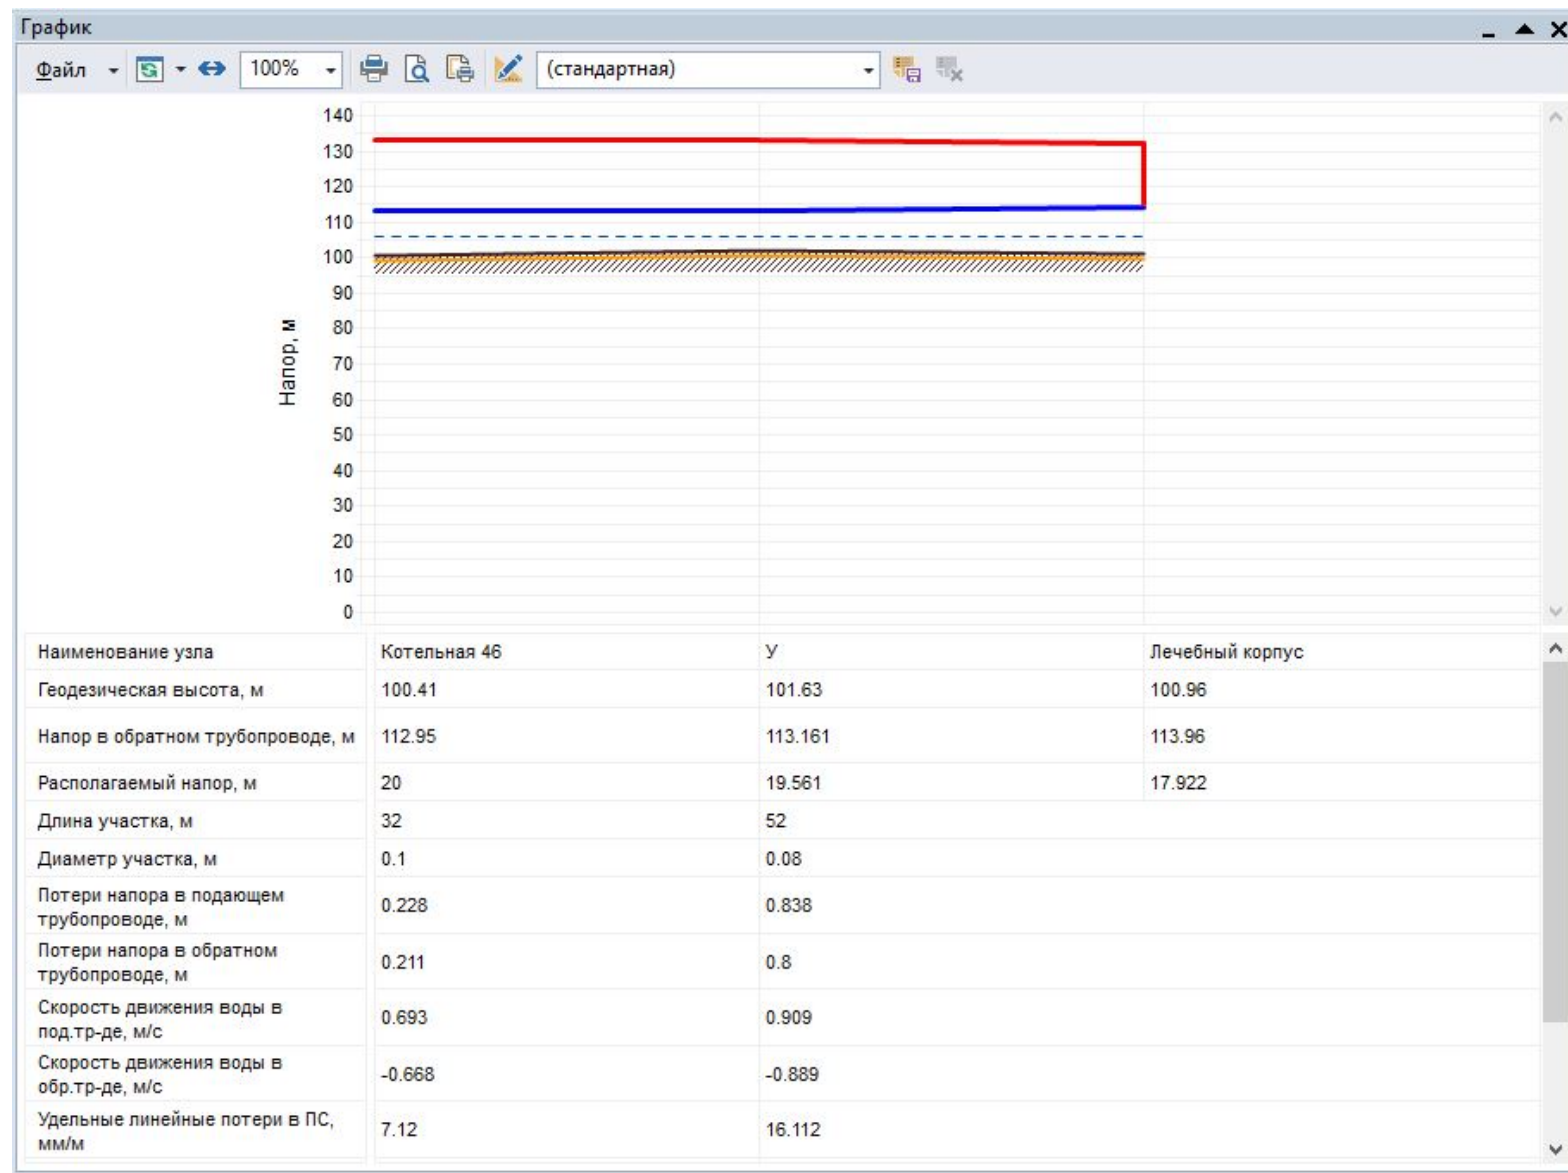 График
Файл
100%
(стандартная)
140
130
120
110
100
90
80
70
60
50
40
30
20
10
0
Напор, м
Наименование узла Котельная 46 У Лечебный корпус
Геодезическая высота, м 100.41 101.63 100.96
Напор в обратном трубопроводе, м 112.95 113.161 113.96
Располагаемый напор, м 20 19.561 17.922
Длина участка, м 32 52
Диаметр участка, м 0.1 0.08
Потери напора в подающем
трубопроводе, м
0.228 0.838
Потери напора в обратном
трубопроводе, м
0.211 0.8
Скорость движения воды в
под.тр-де, м/с
0.693 0.909
Скорость движения воды в
обр.тр-де, м/с
-0.668 -0.889
Удельные линейные потери в ПС,
мм/м
7.12 16.112